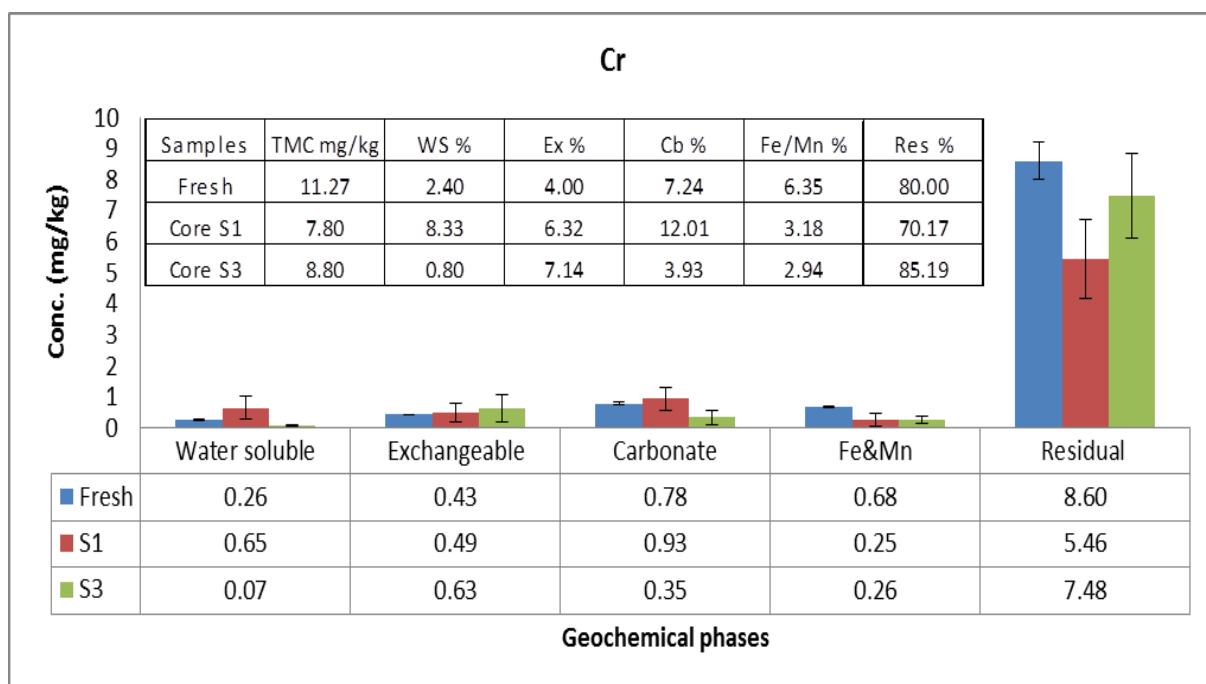 Cr
Conc. (mg/kg)
10
9
8
7
6
5
4
3
2
1
0
Samples TMC mg/kg WS % Ex % Cb % Fe/Mn % Res %
Fresh 11.27 2.40 4.00 7.24 6.35 80.00
Core S1 7.80 8.33 6.32 12.01 3.18 70.17
Core S3 8.80 0.80 7.14 3.93 2.94 85.19
Water soluble Exchangeable Carbonate Fe&Mn Residual
Fresh 0.26 0.43 0.78 0.68 8.60
S1 0.65 0.49 0.93 0.25 5.46
S3 0.07 0.63 0.35 0.26 7.48
Geochemical phases